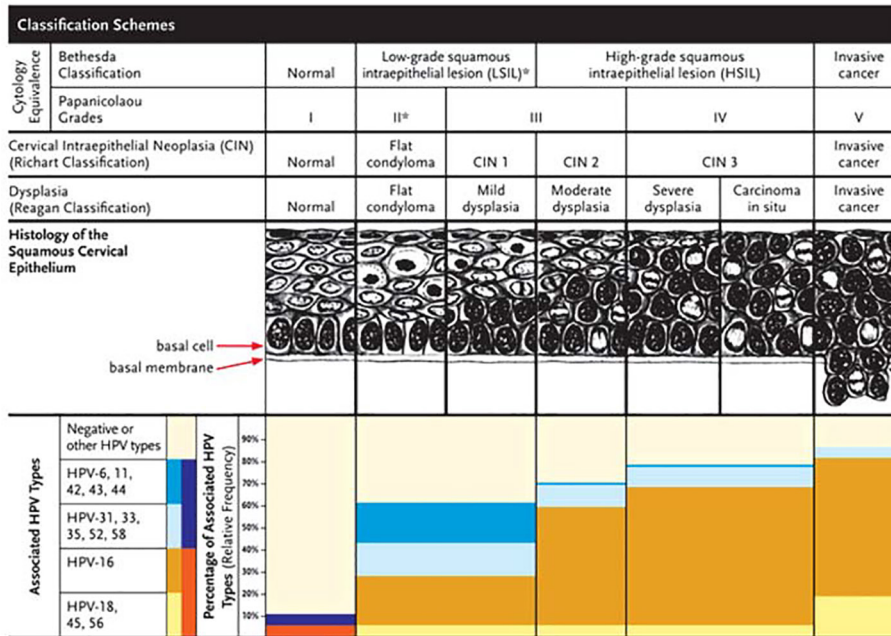 Classification Schemes
Cytology Equivalence
Bethesda Classification
Normal
Low-grade squamous intraepithelial lesion (LSIL)*
High-grade squamous intraepithelial lesion (HSIL)
Invasive cancer
Papanicolaou Grades
I
II*
III
IV
V
Cervical Intraepithelial Neoplasia (CIN) (Richart Classification)
Normal
Flat condyloma
CIN 1
CIN 2
CIN 3
Invasive cancer
Dysplasia (Reagan Classification)
Normal
Flat condyloma
Mild dysplasia
Moderate dysplasia
Severe dysplasia
Carcinoma in situ
Invasive cancer
Histology of the Squamous Cervical Epithelium
basal cell
basal membrane
Associated HPV Types
Negative or other HPV types
HPV-6, 11, 42, 43, 44
HPV-31, 33, 35, 52, 58
HPV-16
HPV-18, 45, 56
Percentage of Associated HPV Types (Relative Frequency)
90%
80%
70%
60%
50%
40%
30%
20%
10%